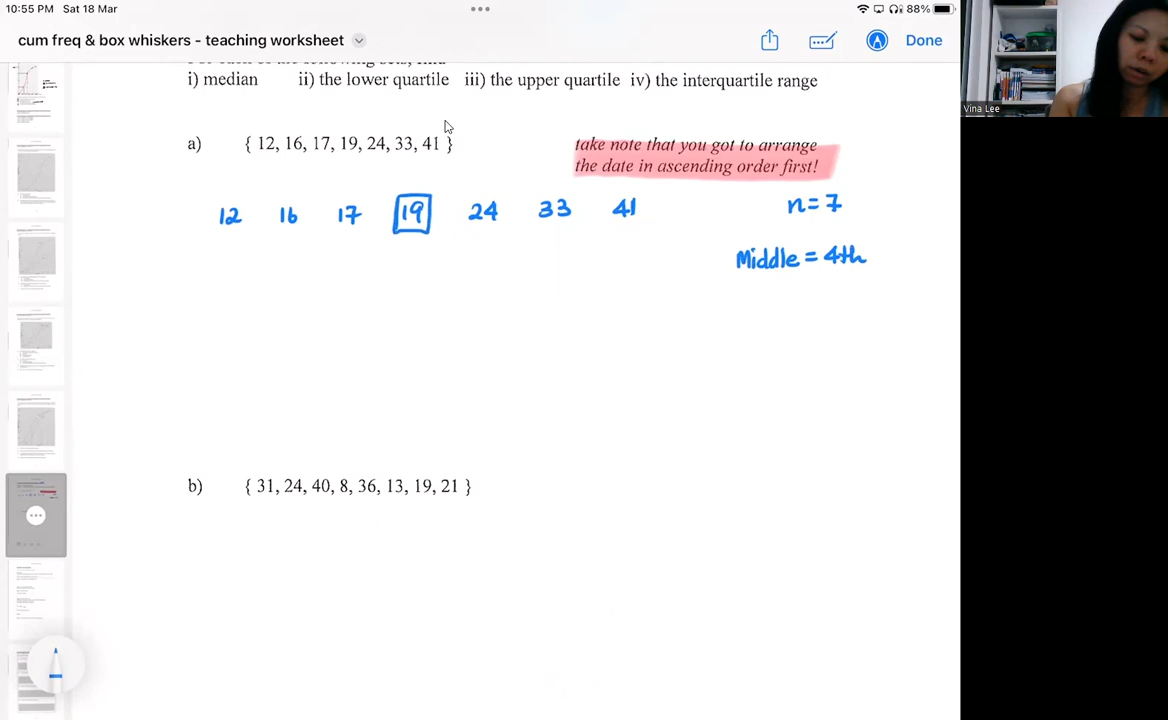 10:55 PM Sat 18 Mar
88%
cum freq & box whiskers - teaching worksheet
Done
Vina Lee
i) median ii) the lower quartile iii) the upper quartile iv) the interquartile range
a) { 12, 16, 17, 19, 24, 33, 41 }
take note that you got to arrange
the date in ascending order first!
12 16 17 19 24 33 41
n = 7
Middle = 4th
b) { 31, 24, 40, 8, 36, 13, 19, 21 }